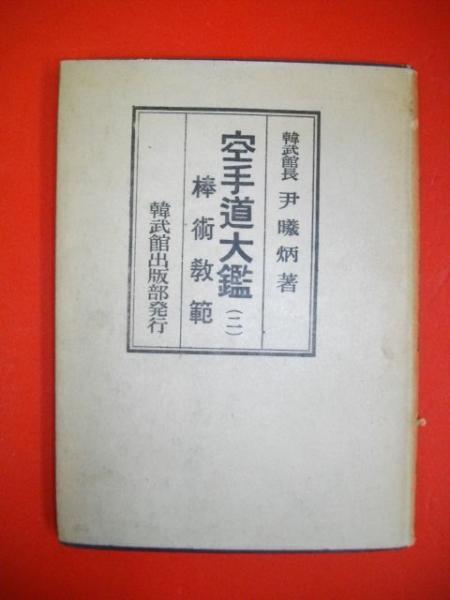 韓武館長 尹曦炳著
空手道大鑑(二)
棒術教範
韓武館出版部発行